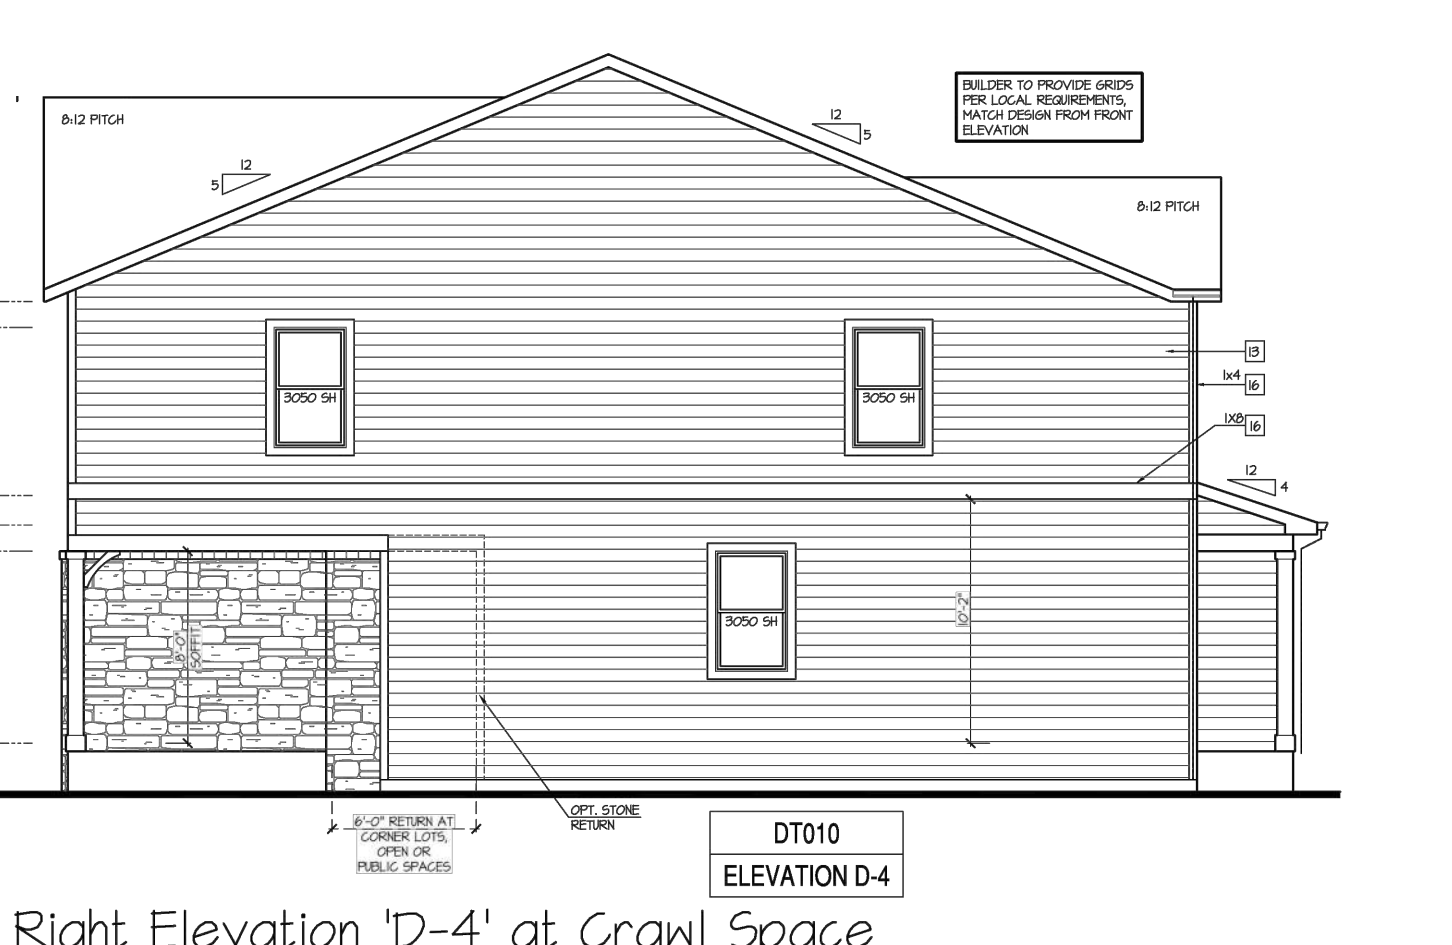 8:12 PITCH
12
5
12
5
BUILDER TO PROVIDE GRIDS
PER LOCAL REQUIREMENTS,
MATCH DESIGN FROM FRONT
ELEVATION
8:12 PITCH
3050 SH
3050 SH
13
1x4 16
1X8 16
12
4
8'-0"
SOFFIT
3050 SH
10'-2"
OPT. STONE
RETURN
6'-0" RETURN AT
CORNER LOTS,
OPEN OR
PUBLIC SPACES
DT010
ELEVATION D-4
Right Elevation 'D-4' at Crawl Space